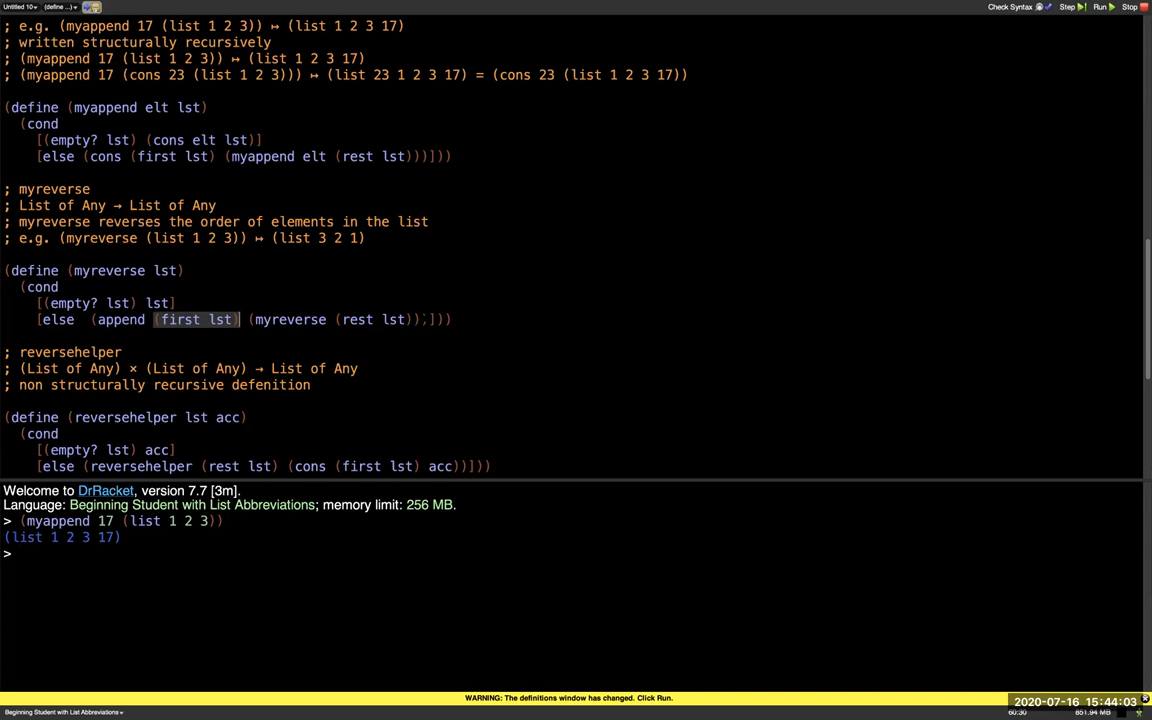 Untitled 10▾ (define ...)▾
Check Syntax Step Run Stop
; e.g. (myappend 17 (list 1 2 3)) ↦ (list 1 2 3 17)
; written structurally recursively
; (myappend 17 (list 1 2 3)) ↦ (list 1 2 3 17)
; (myappend 17 (cons 23 (list 1 2 3))) ↦ (list 23 1 2 3 17) = (cons 23 (list 1 2 3 17))
(define (myappend elt lst)
(cond
[(empty? lst) (cons elt lst)]
[else (cons (first lst) (myappend elt (rest lst)))]))
; myreverse
; List of Any → List of Any
; myreverse reverses the order of elements in the list
; e.g. (myreverse (list 1 2 3)) ↦ (list 3 2 1)
(define (myreverse lst)
(cond
[(empty? lst) lst]
[else (append (first lst) (myreverse (rest lst)))]))
; reversehelper
; (List of Any) × (List of Any) → List of Any
; non structurally recursive defenition
(define (reversehelper lst acc)
(cond
[(empty? lst) acc]
[else (reversehelper (rest lst) (cons (first lst) acc))]))
Welcome to DrRacket, version 7.7 [3m].
Language: Beginning Student with List Abbreviations; memory limit: 256 MB.
> (myappend 17 (list 1 2 3))
(list 1 2 3 17)
>
WARNING: The definitions window has changed. Click Run.
2020-07-16 15:44:03
Beginning Student with List Abbreviations▾
60:30 851.94 MB